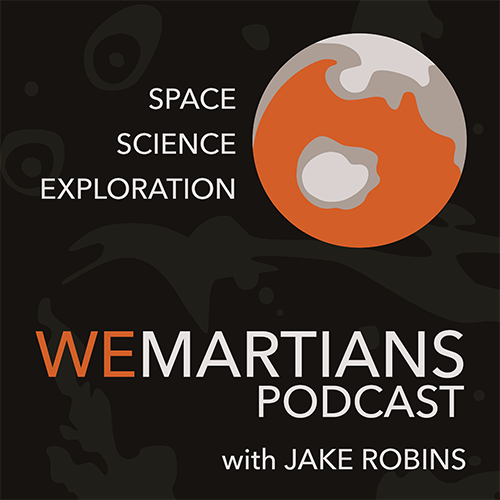 SPACE
SCIENCE
EXPLORATION
WEMARTIANS
PODCAST
with JAKE ROBINS